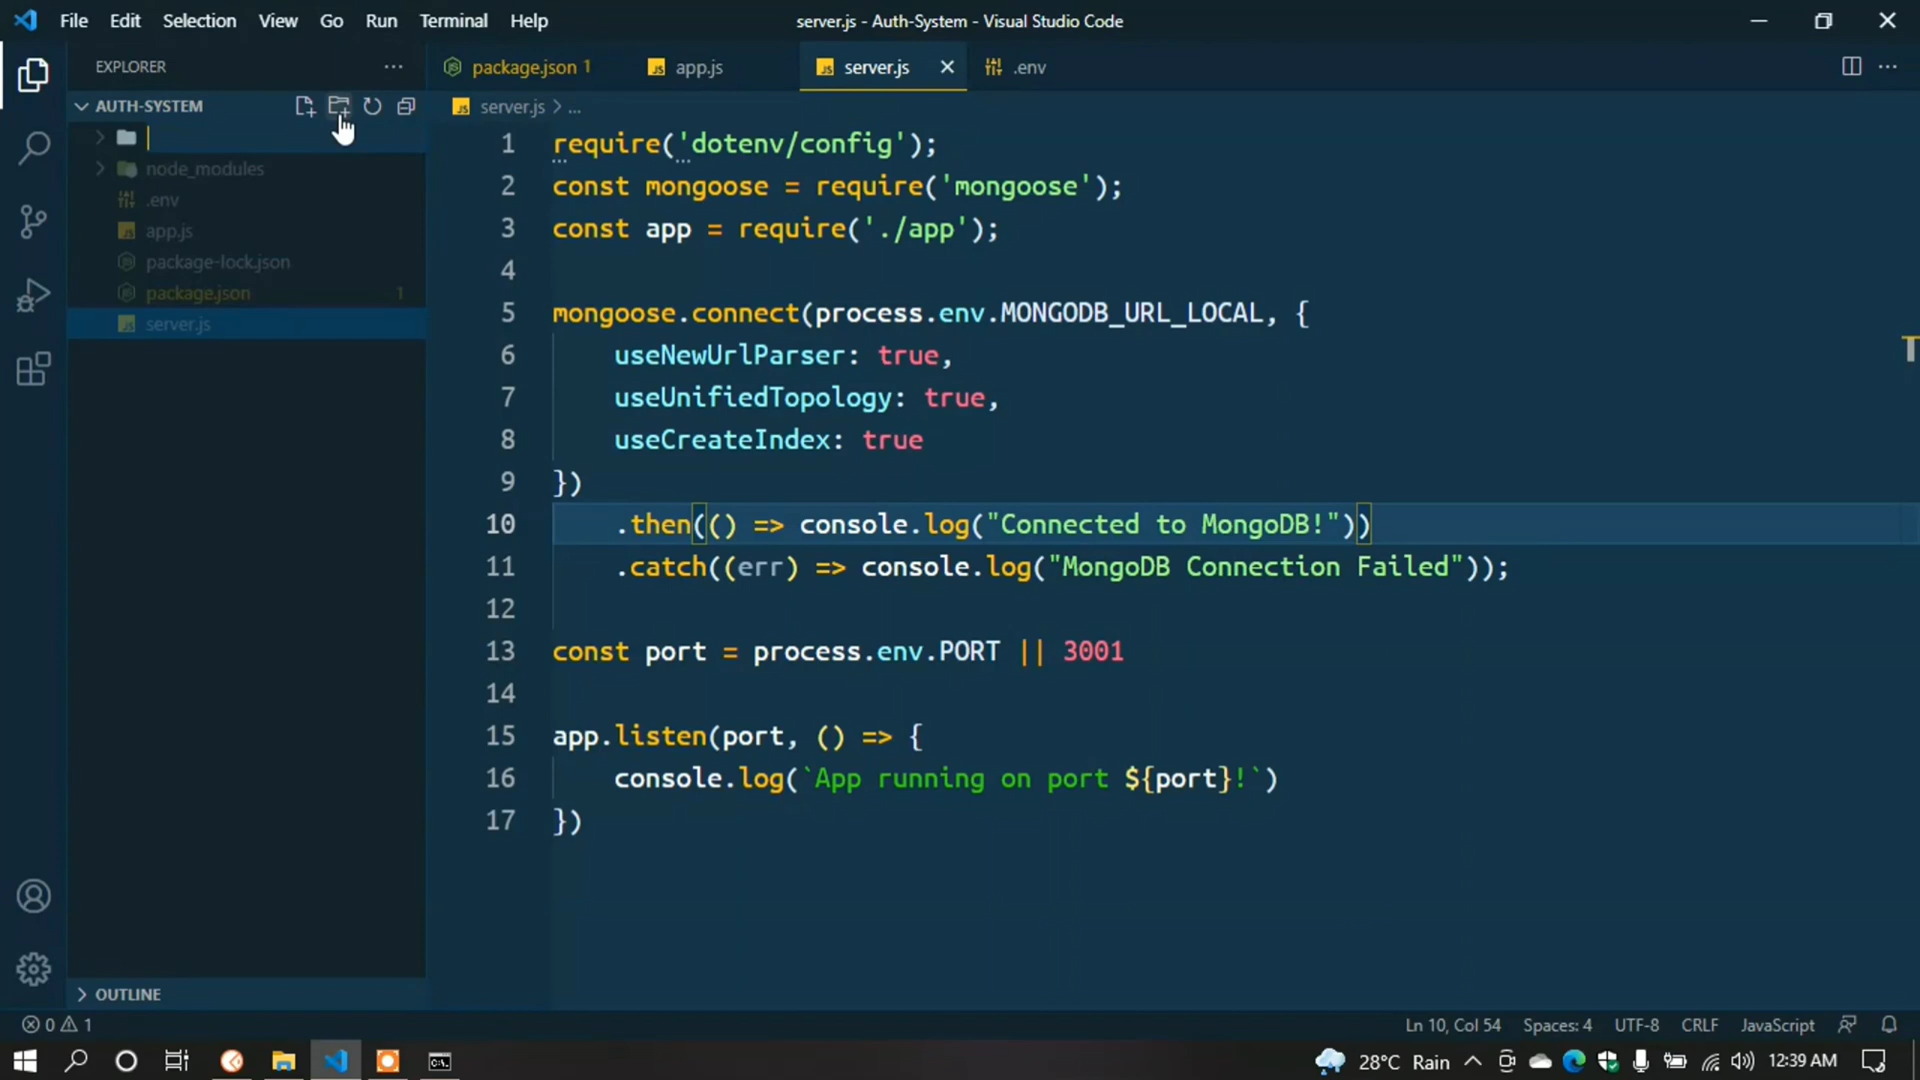 File Edit Selection View Go Run Terminal Help server.js - Auth-System - Visual Studio Code
EXPLORER ··· package.json 1 app.js server.js .env ···
AUTH-SYSTEM server.js > ...
node_modules
.env
app.js
package-lock.json
package.json 1
server.js
1 require('dotenv/config');
2 const mongoose = require('mongoose');
3 const app = require('./app');
4
5 mongoose.connect(process.env.MONGODB_URL_LOCAL, {
6 useNewUrlParser: true,
7 useUnifiedTopology: true,
8 useCreateIndex: true
9 })
10 .then(() => console.log("Connected to MongoDB!"))
11 .catch((err) => console.log("MongoDB Connection Failed"));
12
13 const port = process.env.PORT || 3001
14
15 app.listen(port, () => {
16 console.log(`App running on port ${port}!`)
17 })
OUTLINE
0 1 Ln 10, Col 54 Spaces: 4 UTF-8 CRLF JavaScript
28°C Rain 12:39 AM